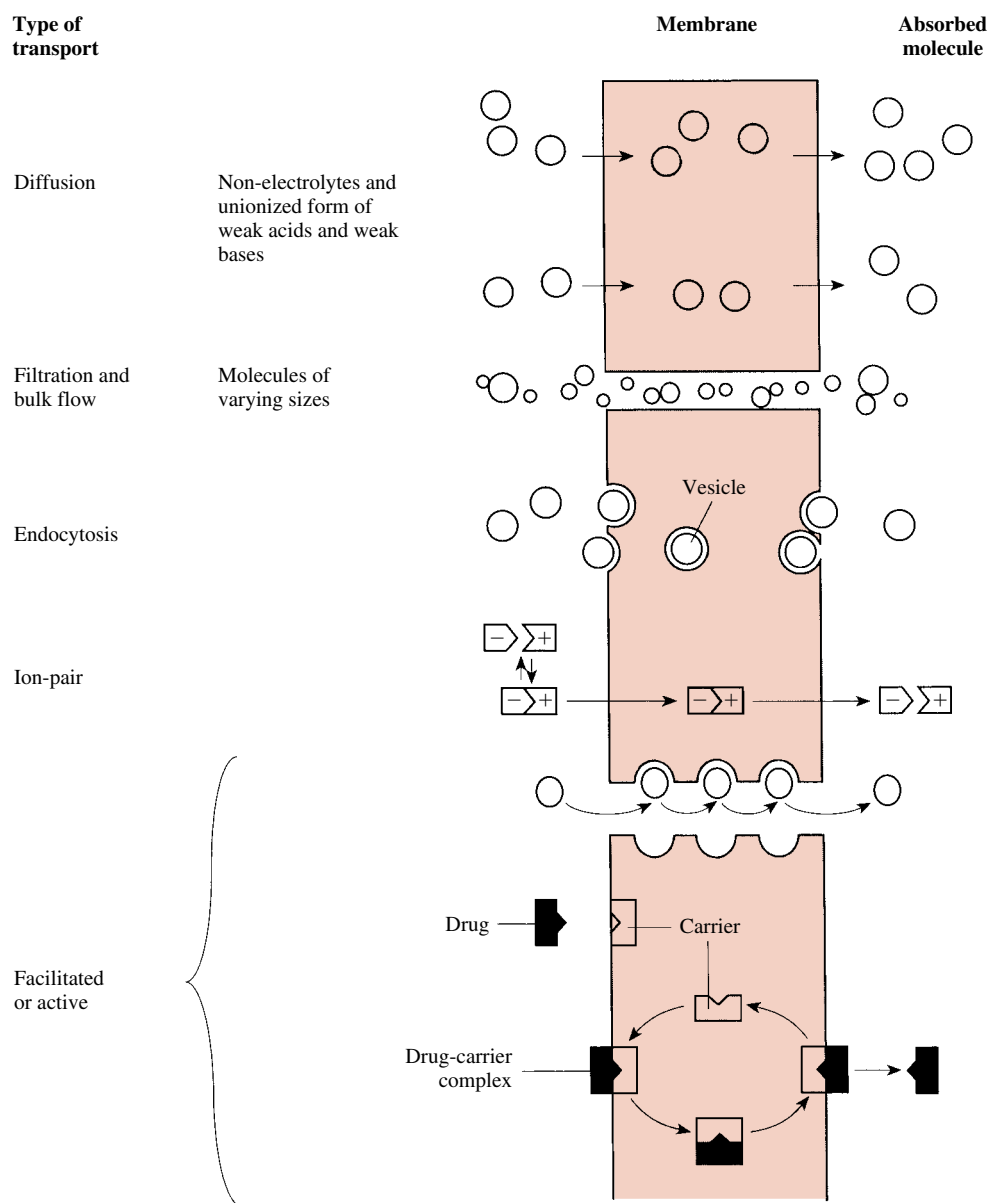 Type of
transport
Membrane
Absorbed
molecule
Diffusion
Non-electrolytes and
unionized form of
weak acids and weak
bases
Filtration and
bulk flow
Molecules of
varying sizes
Endocytosis
Vesicle
Ion-pair
− +
− +
− +
− +
Drug
Carrier
Facilitated
or active
Drug-carrier
complex